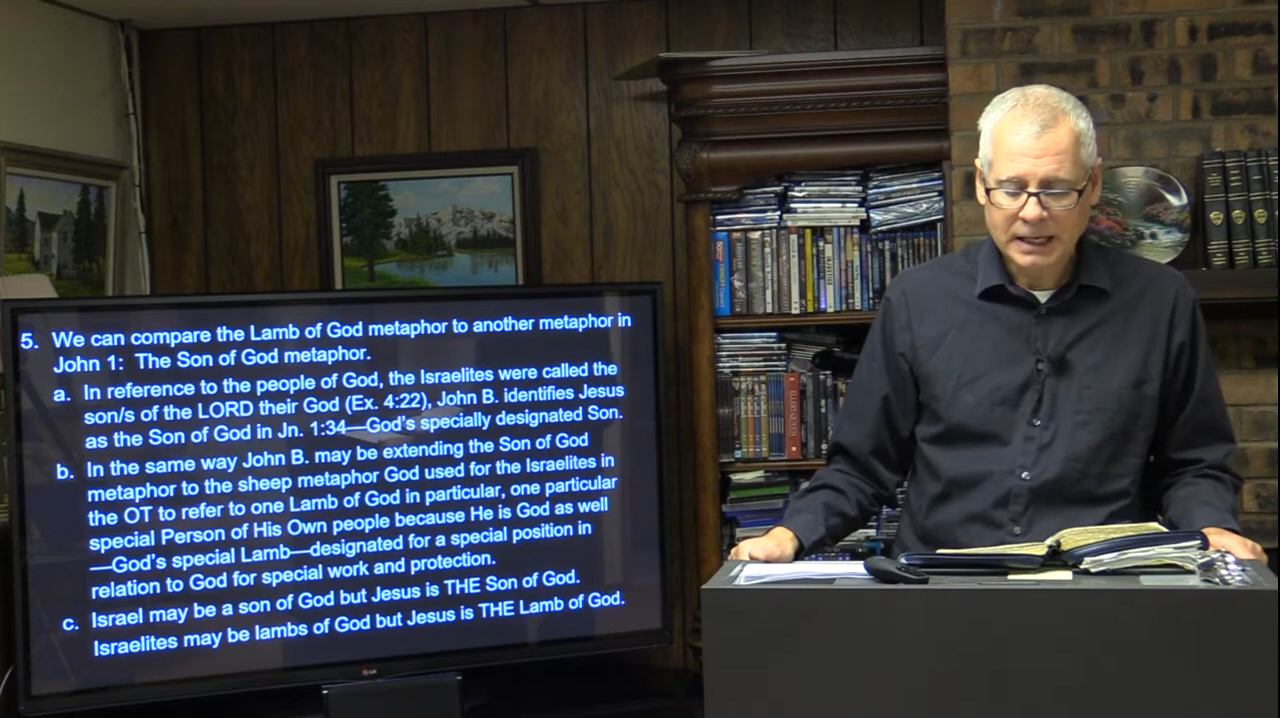 5. We can compare the Lamb of God metaphor to another metaphor in
John 1: The Son of God metaphor.
a. In reference to the people of God, the Israelites were called the
son/s of the LORD their God (Ex. 4:22), John B. identifies Jesus
as the Son of God in Jn. 1:34—God's specially designated Son.
b. In the same way John B. may be extending the Son of God
metaphor to the sheep metaphor God used for the Israelites in
the OT to refer to one Lamb of God in particular, one particular
special Person of His Own people because He is God as well
—God's special Lamb—designated for a special position in
relation to God for special work and protection.
c. Israel may be a son of God but Jesus is THE Son of God.
Israelites may be lambs of God but Jesus is THE Lamb of God.
LG
ELLERY QUEEN